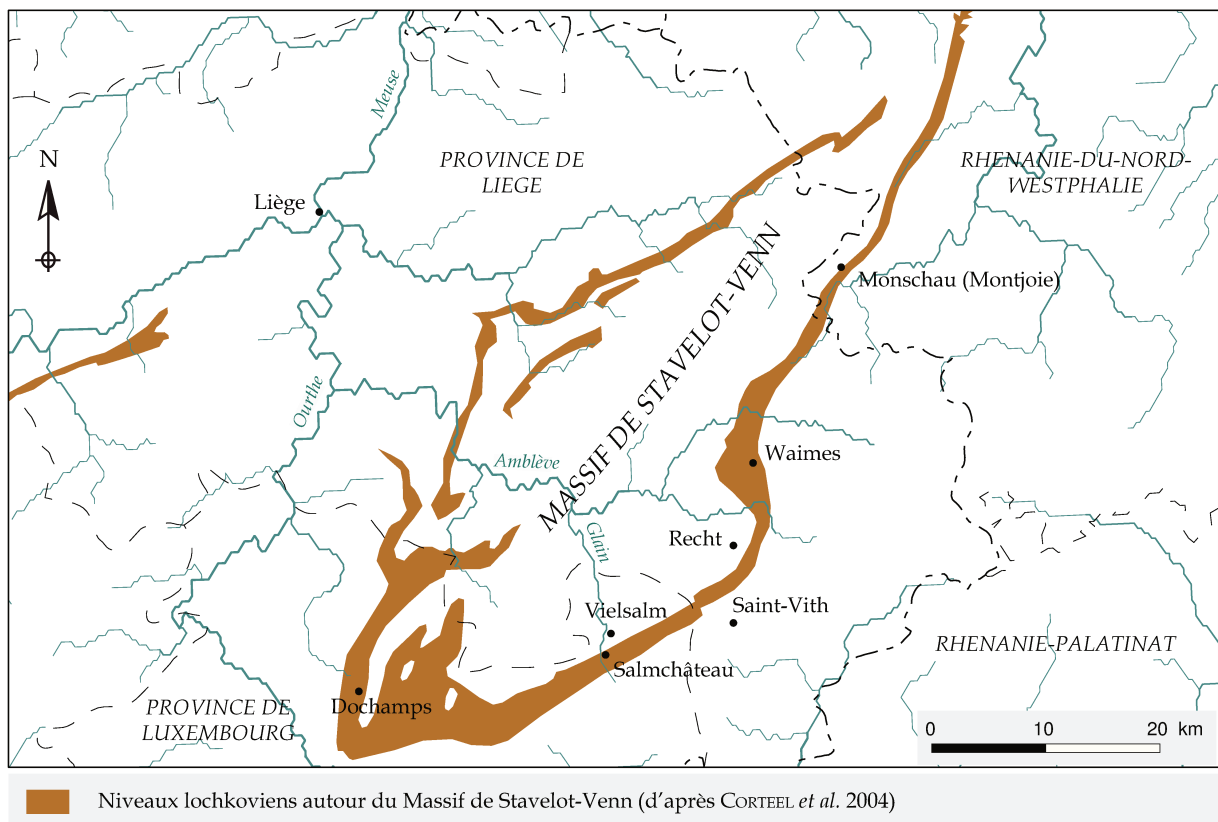 Meuse
N
PROVINCE DE
LIEGE
RHENANIE-DU-NORD-
WESTPHALIE
Liège
MASSIF DE STAVELOT-VENN
Monschau (Montjoie)
Ourthe
Amblève
Waimes
Glain
Recht
Vielsalm
Saint-Vith
Salmchâteau
RHENANIE-PALATINAT
Dochamps
PROVINCE DE
LUXEMBOURG
0 10 20 km
Niveaux lochkoviens autour du Massif de Stavelot-Venn (d'après CORTEEL et al. 2004)